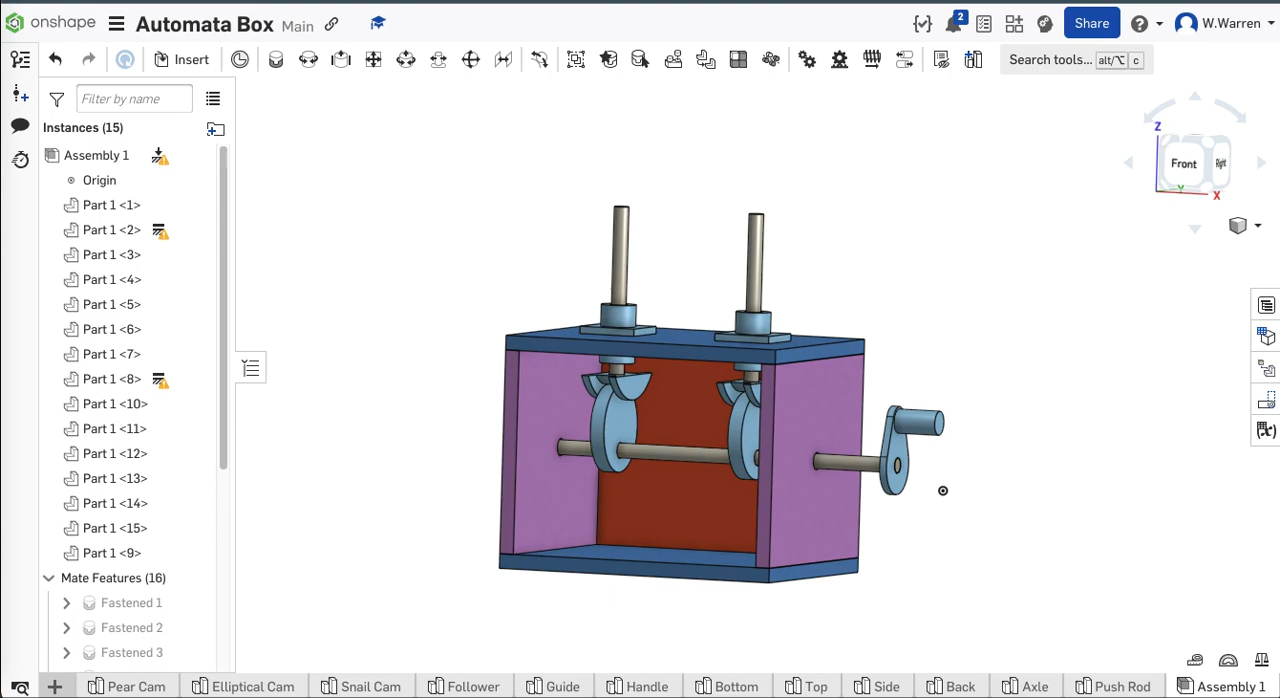 onshape Automata Box Main 2 Share W.Warren
Insert Search tools... alt/⌥ c
Filter by name
Instances (15)
Assembly 1
Origin
Part 1 <1>
Part 1 <2>
Part 1 <3>
Part 1 <4>
Part 1 <5>
Part 1 <6>
Part 1 <7>
Part 1 <8>
Part 1 <10>
Part 1 <11>
Part 1 <12>
Part 1 <13>
Part 1 <14>
Part 1 <15>
Part 1 <9>
Mate Features (16)
Fastened 1
Fastened 2
Fastened 3
Z
Front Right
Y
X
Pear Cam Elliptical Cam Snail Cam Follower Guide Handle Bottom Top Side Back Axle Push Rod Assembly 1